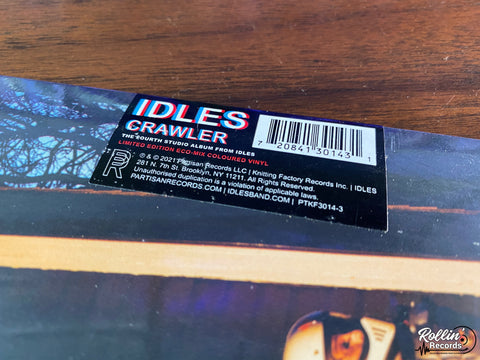 IDLES
CRAWLER
THE FOURTH STUDIO ALBUM FROM IDLES
LIMITED EDITION ECO-MIX COLOURED VINYL
7 20841 30143 1
℗ & © 2021 Partisan Records LLC | Knitting Factory Records Inc. | IDLES
281 N. 7th St. Brooklyn, NY 11211. All Rights Reserved.
Unauthorised duplication is a violation of applicable laws.
PARTISANRECORDS.COM | IDLESBAND.COM | PTKF3014-3
Rollin'
Records